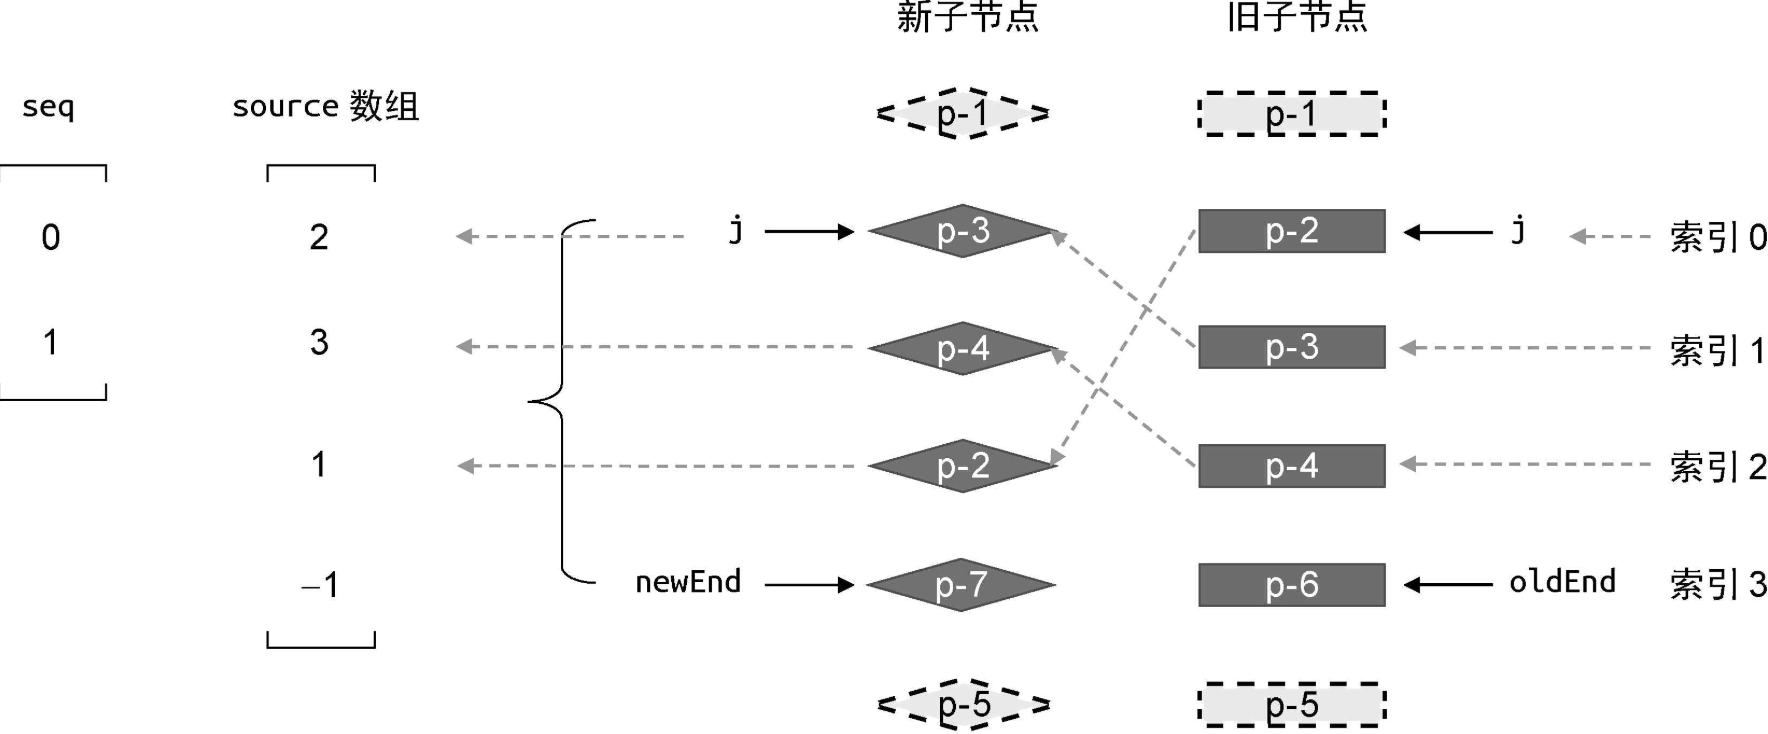 新子节点 旧子节点
seq source 数组 p-1 p-1
0 2 j p-3 p-2 j 索引 0
1 3 p-4 p-3 索引 1
1 p-2 p-4 索引 2
−1 newEnd p-7 p-6 oldEnd 索引 3
p-5 p-5